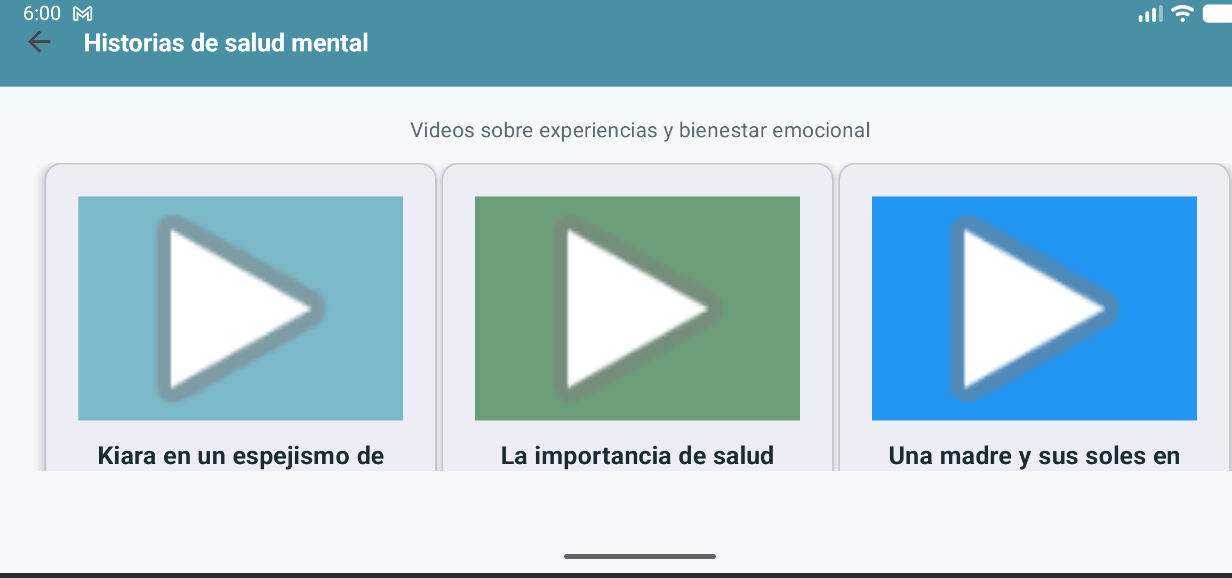 6:00
Historias de salud mental
Videos sobre experiencias y bienestar emocional
Kiara en un espejismo de
La importancia de salud
Una madre y sus soles en